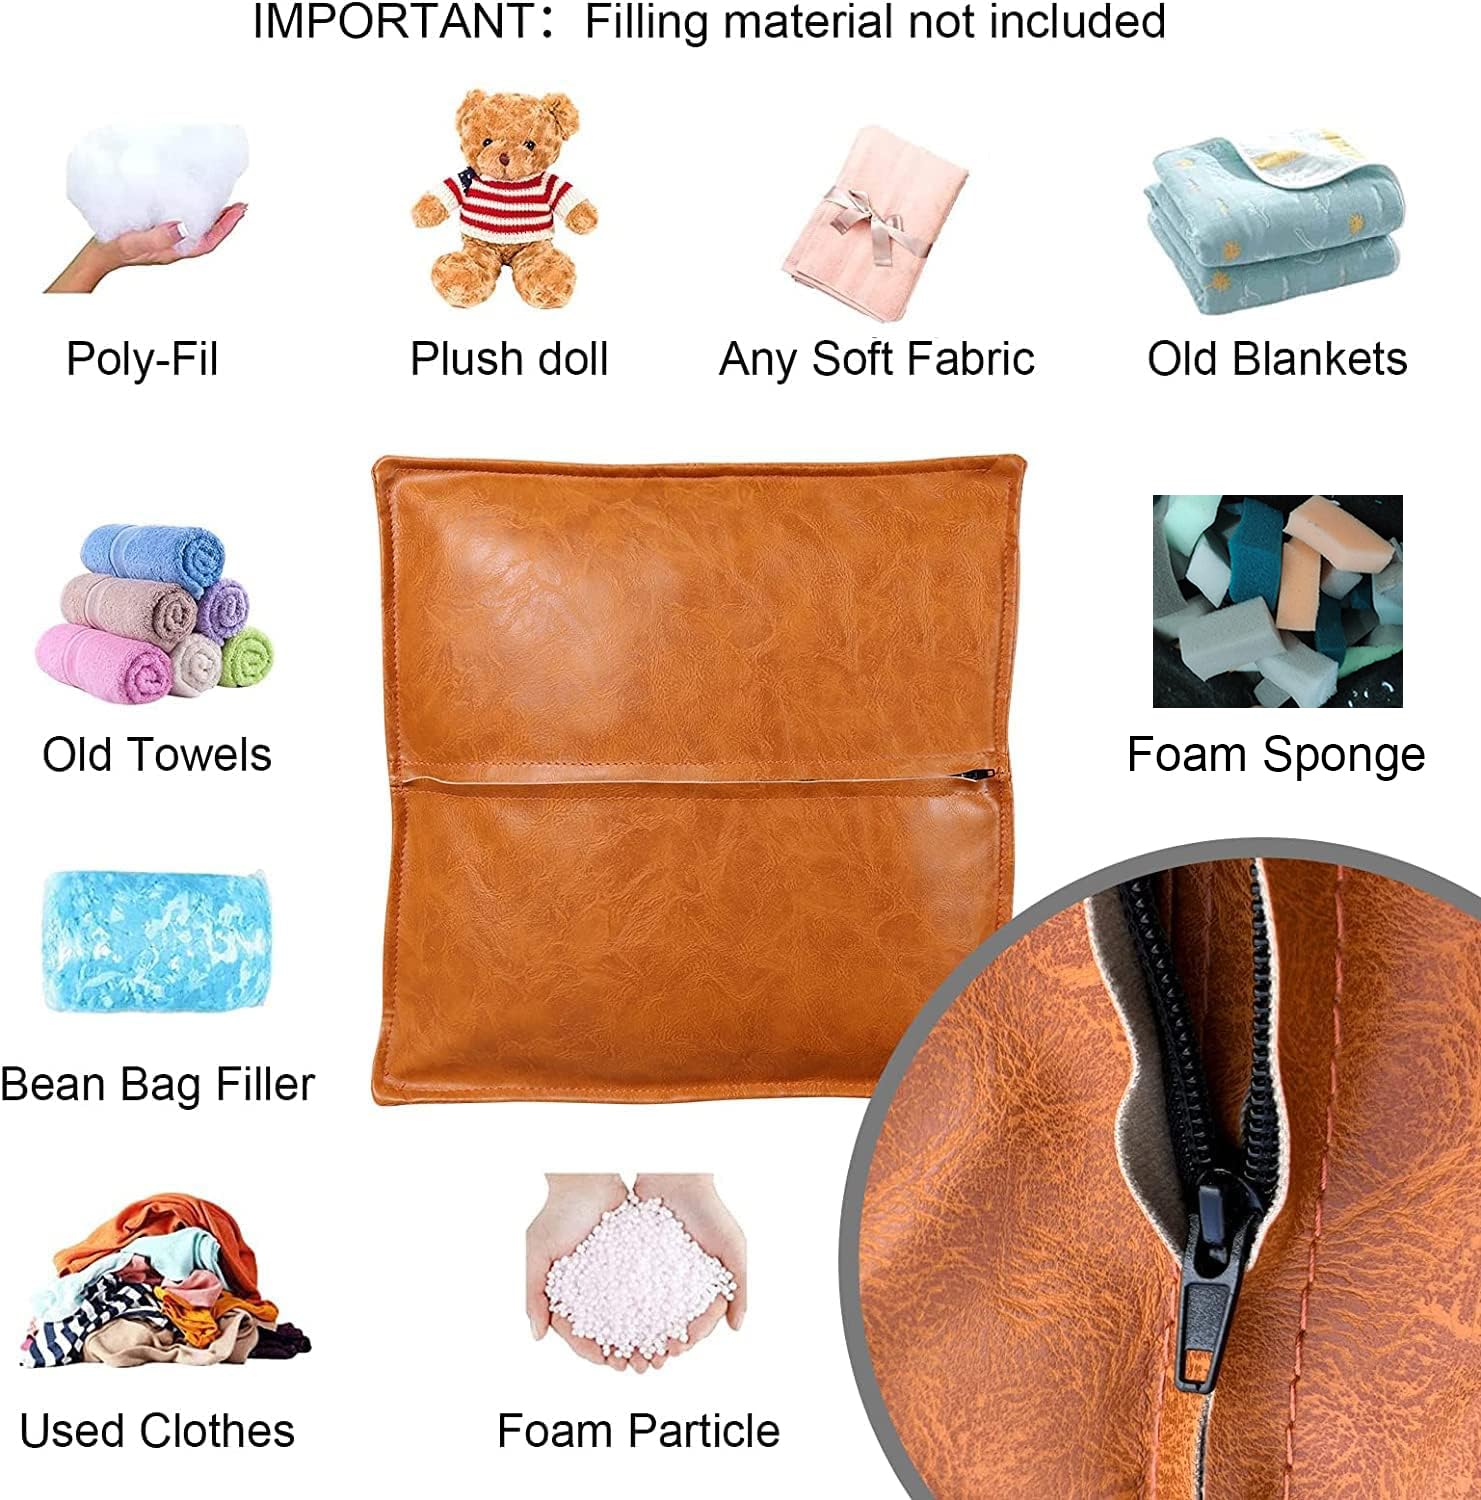 IMPORTANT：Filling material not included
Poly-Fil
Plush doll
Any Soft Fabric
Old Blankets
Old Towels
Foam Sponge
Bean Bag Filler
Used Clothes
Foam Particle